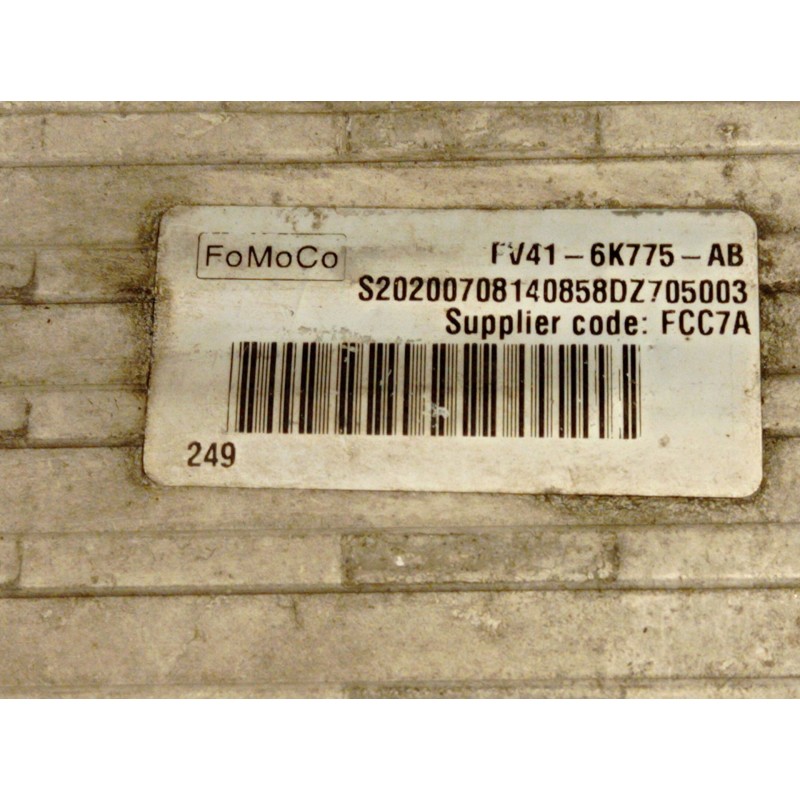 FoMoCo FV41-6K775-AB
S20200708140858DZ705003
Supplier code: FCC7A
249